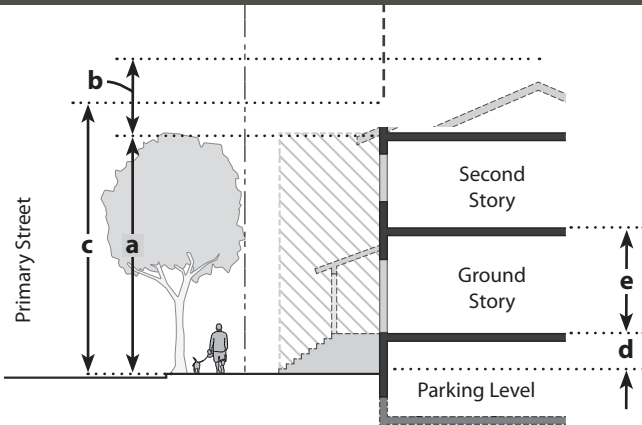 b
c
a
Primary Street
Second
Story
Ground
Story
e
d
Parking Level